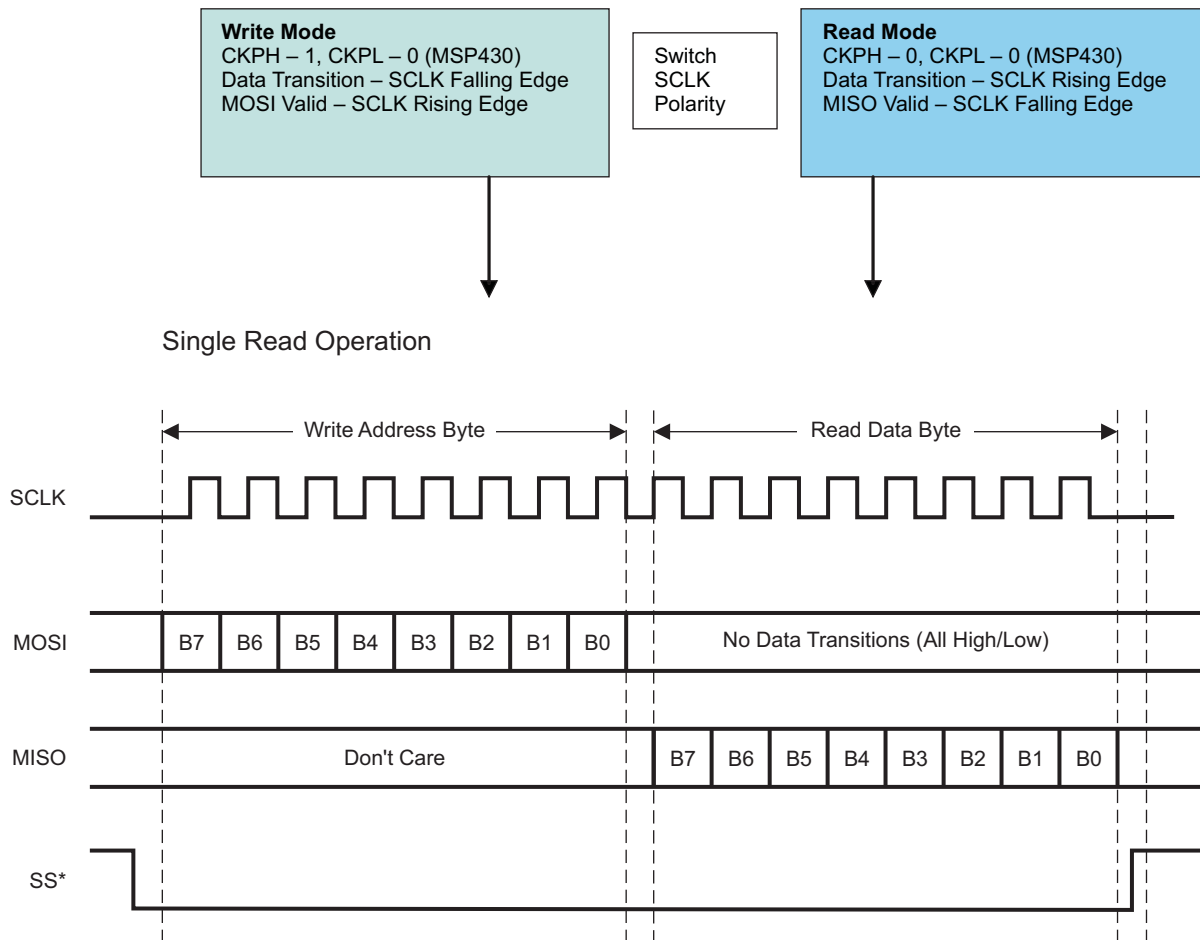 Write Mode
CKPH – 1, CKPL – 0 (MSP430)
Data Transition – SCLK Falling Edge
MOSI Valid – SCLK Rising Edge
Switch
SCLK
Polarity
Read Mode
CKPH – 0, CKPL – 0 (MSP430)
Data Transition – SCLK Rising Edge
MISO Valid – SCLK Falling Edge
Single Read Operation
Write Address Byte
Read Data Byte
SCLK
MOSI
B7 B6 B5 B4 B3 B2 B1 B0
No Data Transitions (All High/Low)
MISO
Don't Care
B7 B6 B5 B4 B3 B2 B1 B0
SS*